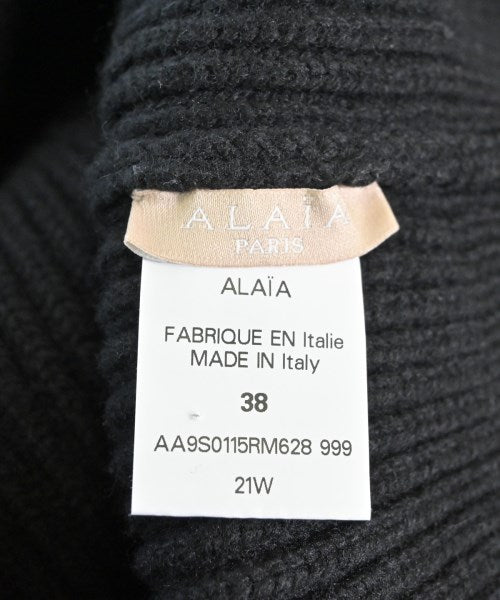 ALAÏA
PARIS
ALAÏA
FABRIQUE EN Italie
MADE IN Italy
38
AA9S0115RM628 999
21W